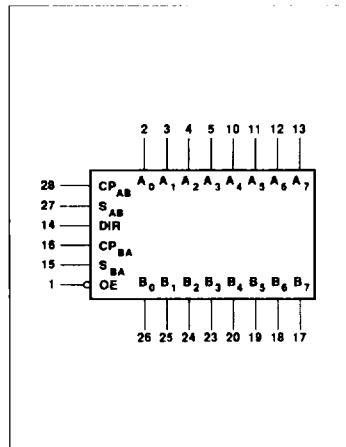 2 3 4 5 10 11 12 13
A0 A1 A2 A3 A4 A5 A6 A7
28 CPAB
27 SAB
14 DIR
16 CPBA
15 SBA
1 OE
B0 B1 B2 B3 B4 B5 B6 B7
26 25 24 23 20 19 18 17